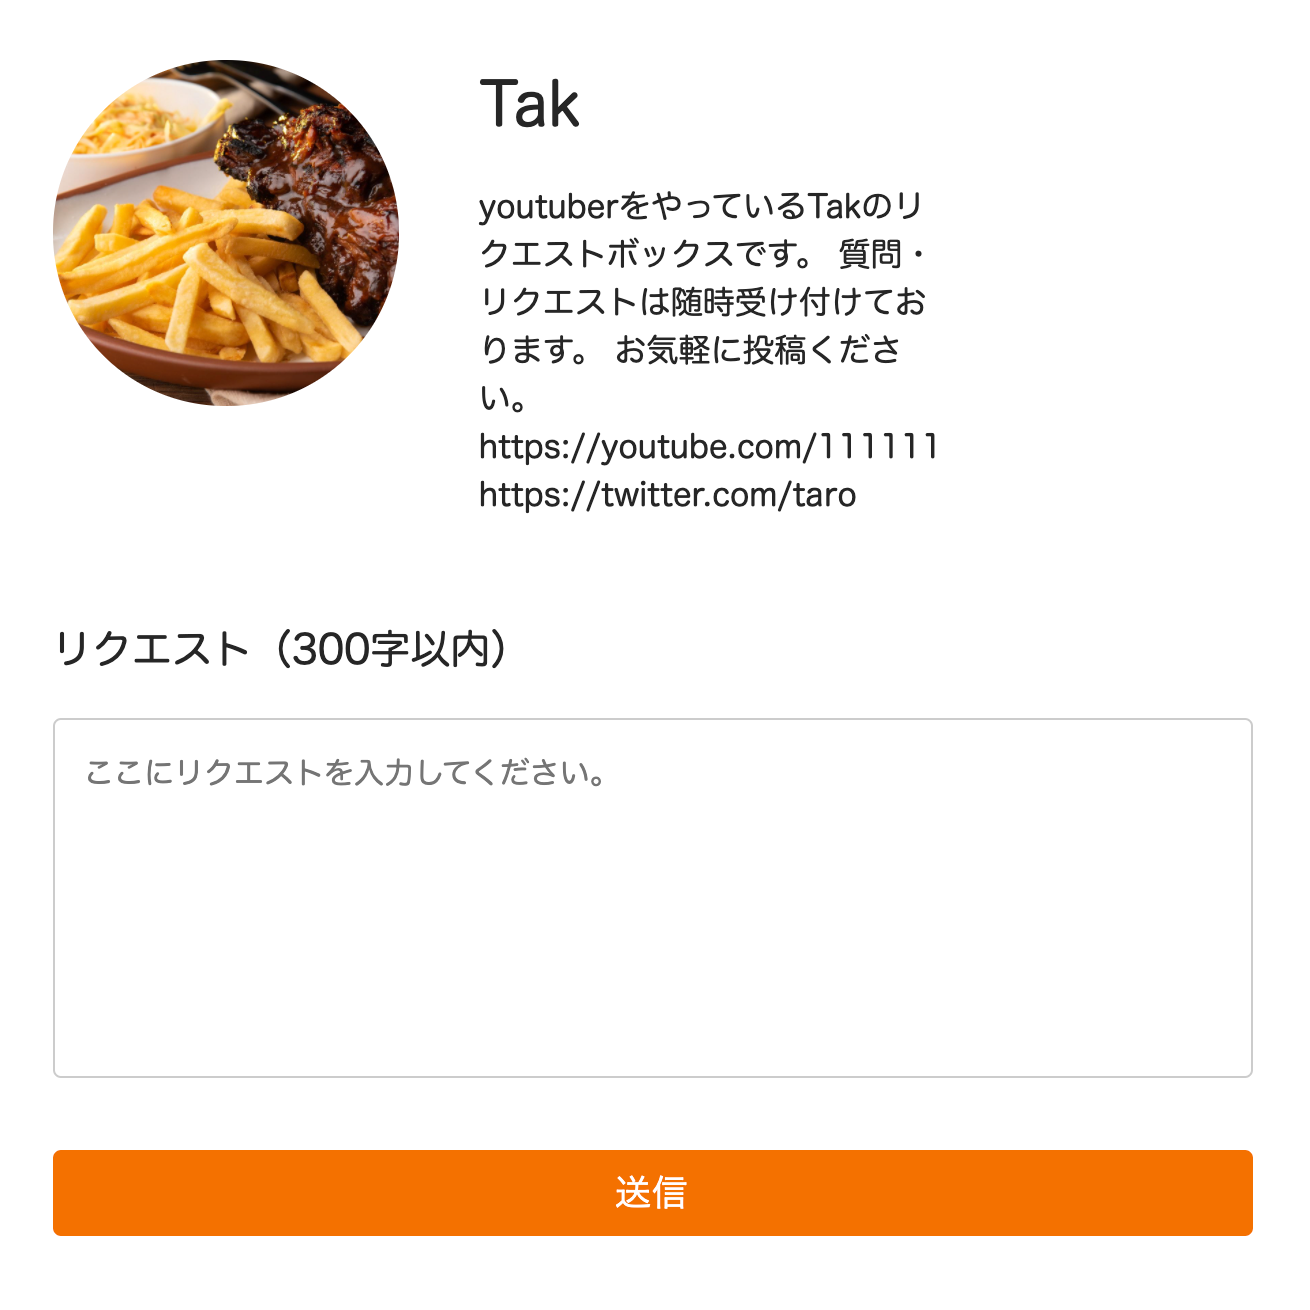 Tak
youtuberをやっているTakのリ
クエストボックスです。 質問・
リクエストは随時受け付けてお
ります。 お気軽に投稿くださ
い。
https://youtube.com/111111
https://twitter.com/taro
リクエスト（300字以内）
ここにリクエストを入力してください。
送信